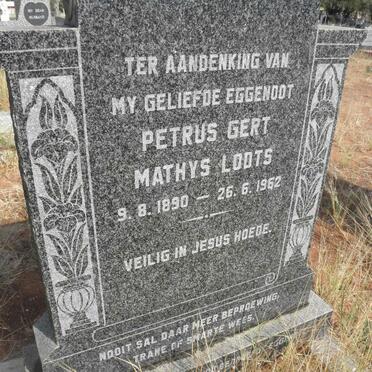 TER AANDENKING VAN
MY GELIEFDE EGGENOOT
PETRUS GERT
MATHYS LOOTS
9.8.1890 — 26.6.1962
VEILIG IN JESUS HOEDE.
NOOIT SAL DAAR MEER BEPROEWING,
TRANE OF SMARTE WEES.